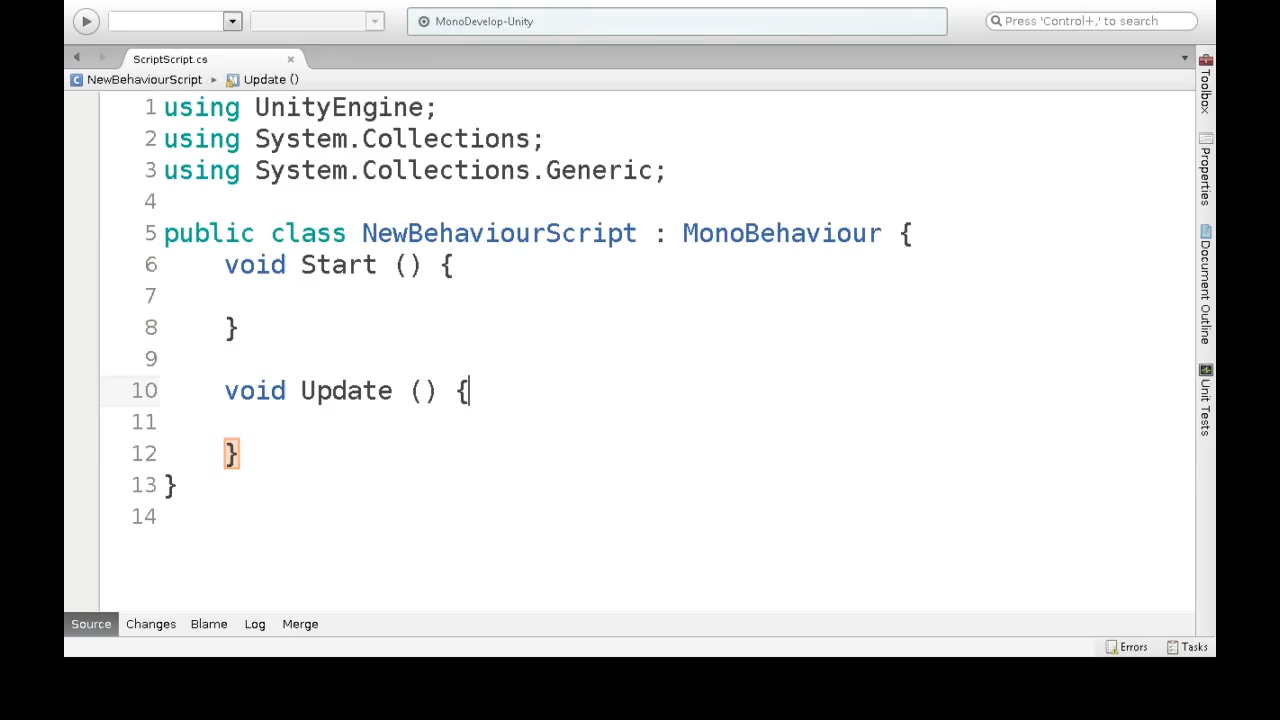 MonoDevelop-Unity
Press 'Control+,' to search
ScriptScript.cs
NewBehaviourScript Update ()
1 using UnityEngine;
2 using System.Collections;
3 using System.Collections.Generic;
4
5 public class NewBehaviourScript : MonoBehaviour {
6 void Start () {
7
8 }
9
10 void Update () {
11
12 }
13 }
14
Toolbox
Properties
Document Outline
Unit Tests
Source Changes Blame Log Merge
Errors Tasks